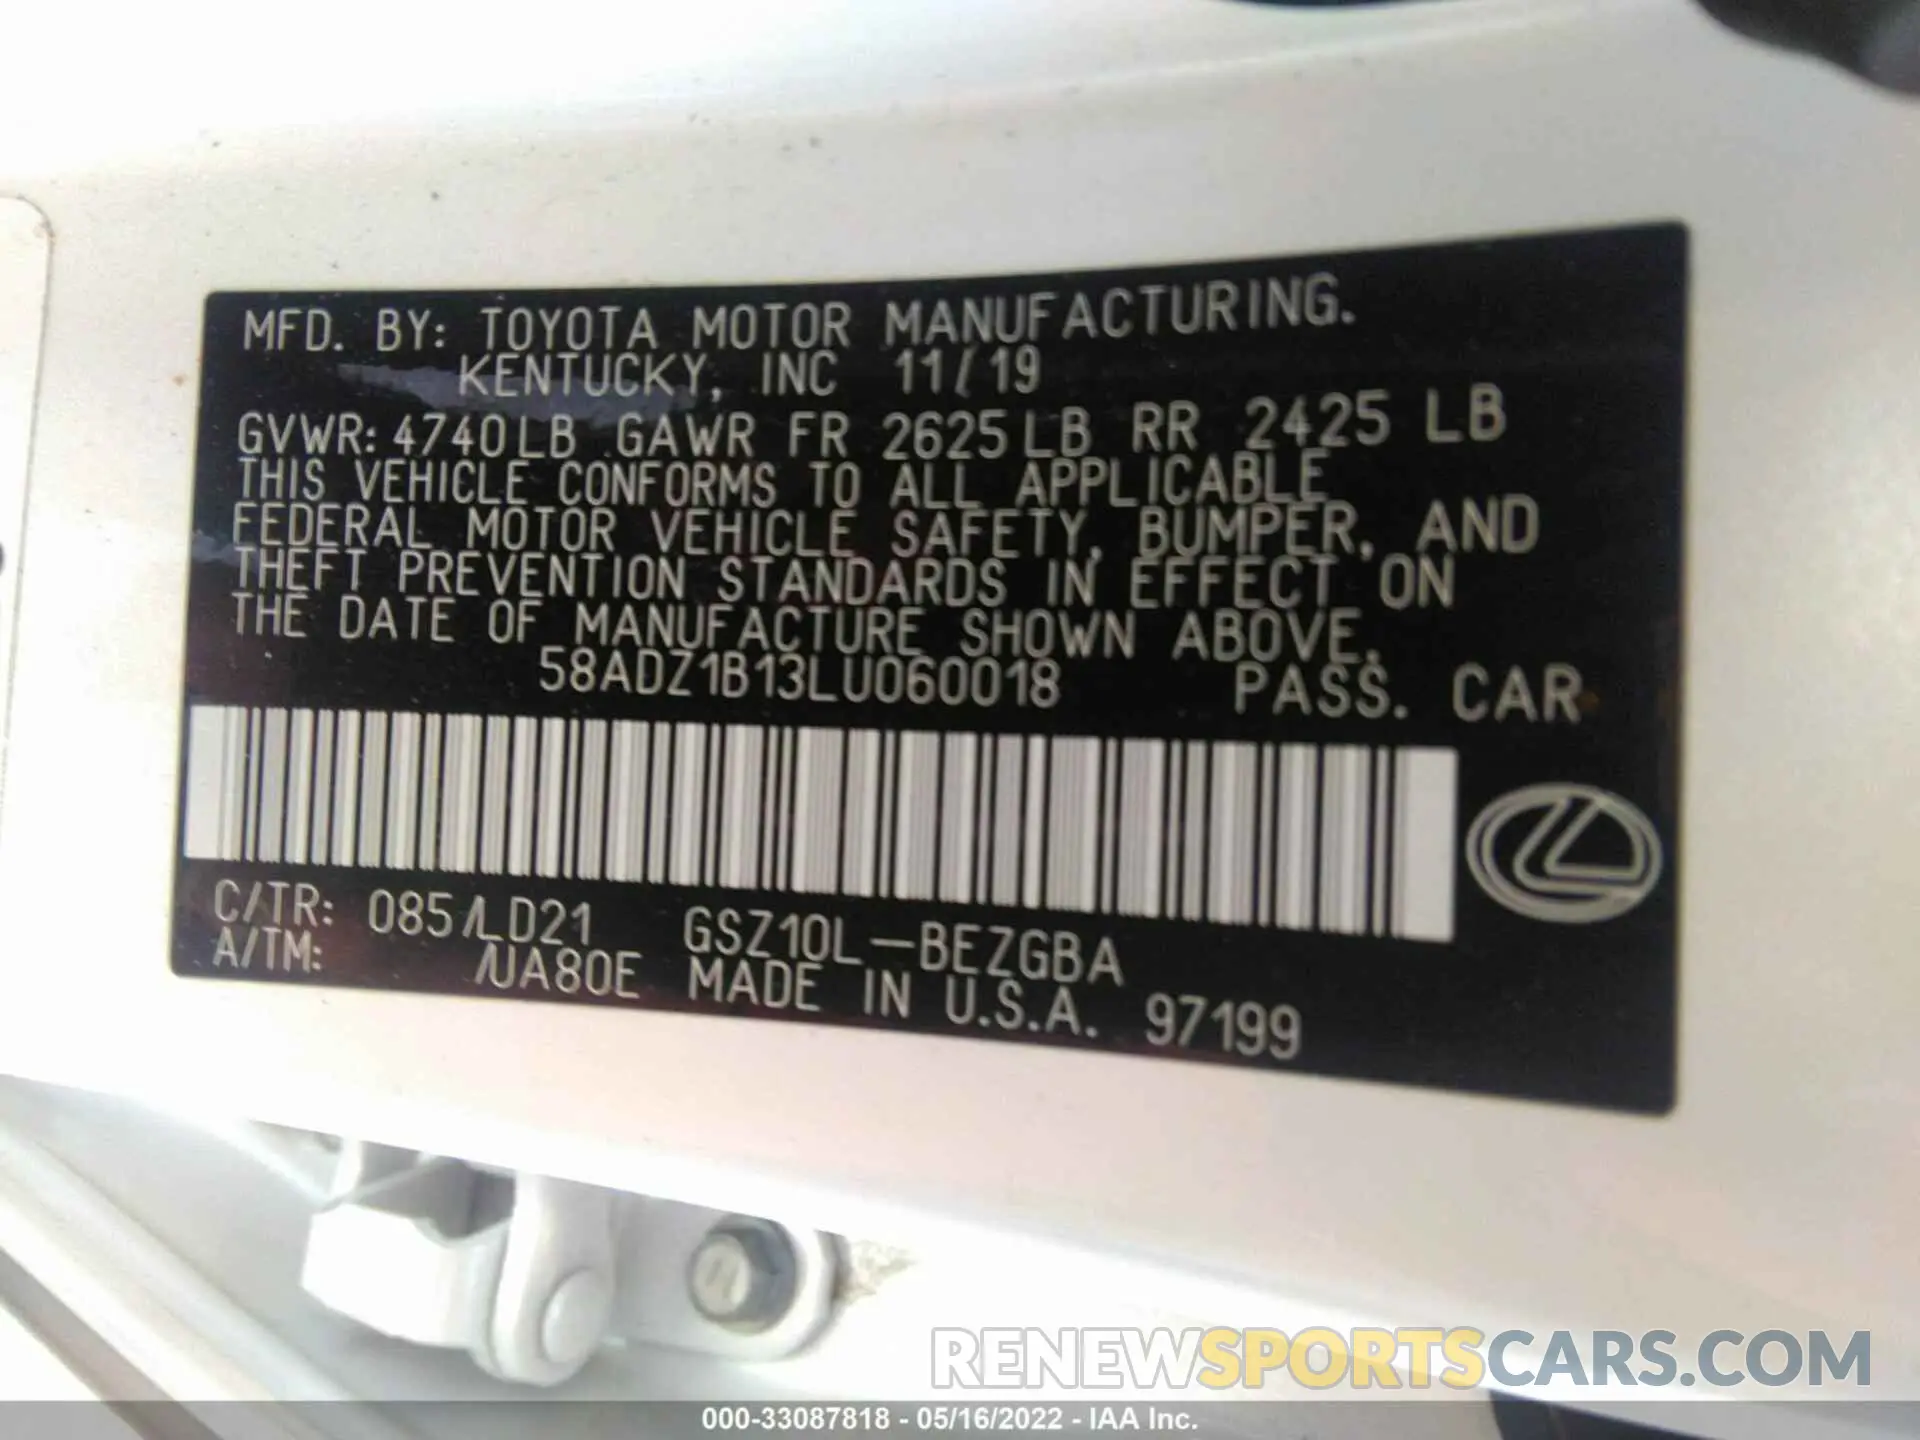 MFD. BY: TOYOTA MOTOR MANUFACTURING.
KENTUCKY, INC 11/19
GVWR: 4740LB GAWR FR 2625LB RR 2425 LB
THIS VEHICLE CONFORMS TO ALL APPLICABLE
FEDERAL MOTOR VEHICLE SAFETY, BUMPER, AND
THEFT PREVENTION STANDARDS IN EFFECT ON
THE DATE OF MANUFACTURE SHOWN ABOVE.
58ADZ1B13LU060018 PASS. CAR
C/TR: 085/LD21 GSZ10L-BEZGBA
A/TM: /UA80E MADE IN U.S.A. 97199
RENEWSPORTSCARS.COM
000-33087818 - 05/16/2022 - IAA Inc.